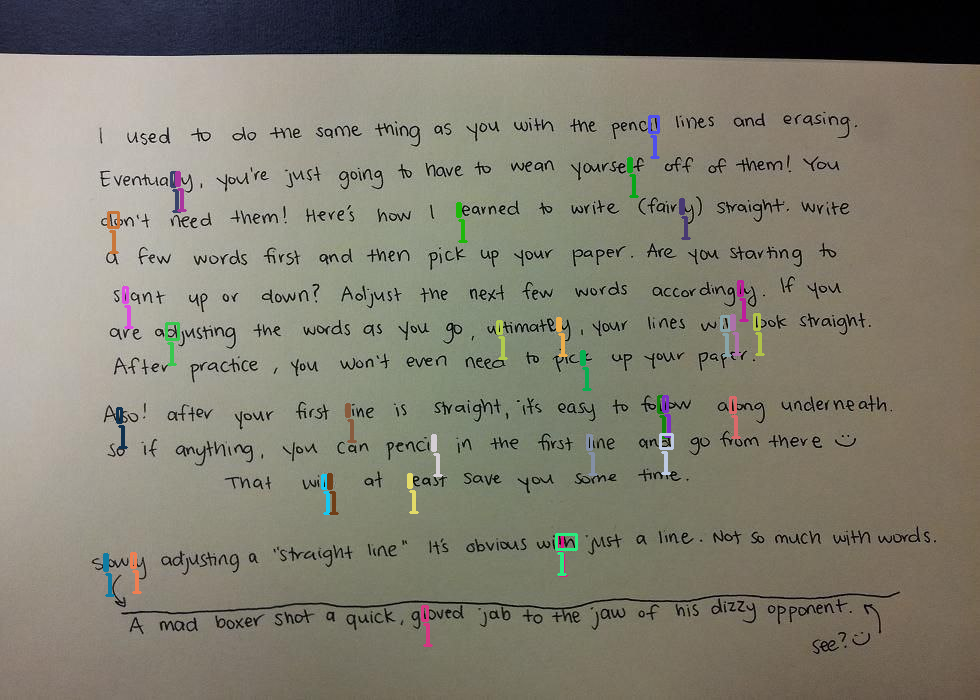 I used to do the same thing as you with the pencil lines and erasing.
Eventually, you're just going to have to wean yourself off of them! You
don't need them! Here's how I learned to write (fairly) straight. Write
a few words first and then pick up your paper. Are you starting to
slant up or down? Adjust the next few words accordingly. If you
are adjusting the words as you go, ultimately, your lines will look straight.
After practice, you won't even need to pick up your paper.
Also! after your first line is straight, it's easy to follow along underneath.
So if anything, you can pencil in the first line and go from there
That will at least save you some time.
slowly adjusting a "straight line" It's obvious with just a line. Not so much with words.
A mad boxer shot a quick, gloved jab to the jaw of his dizzy opponent.
see?